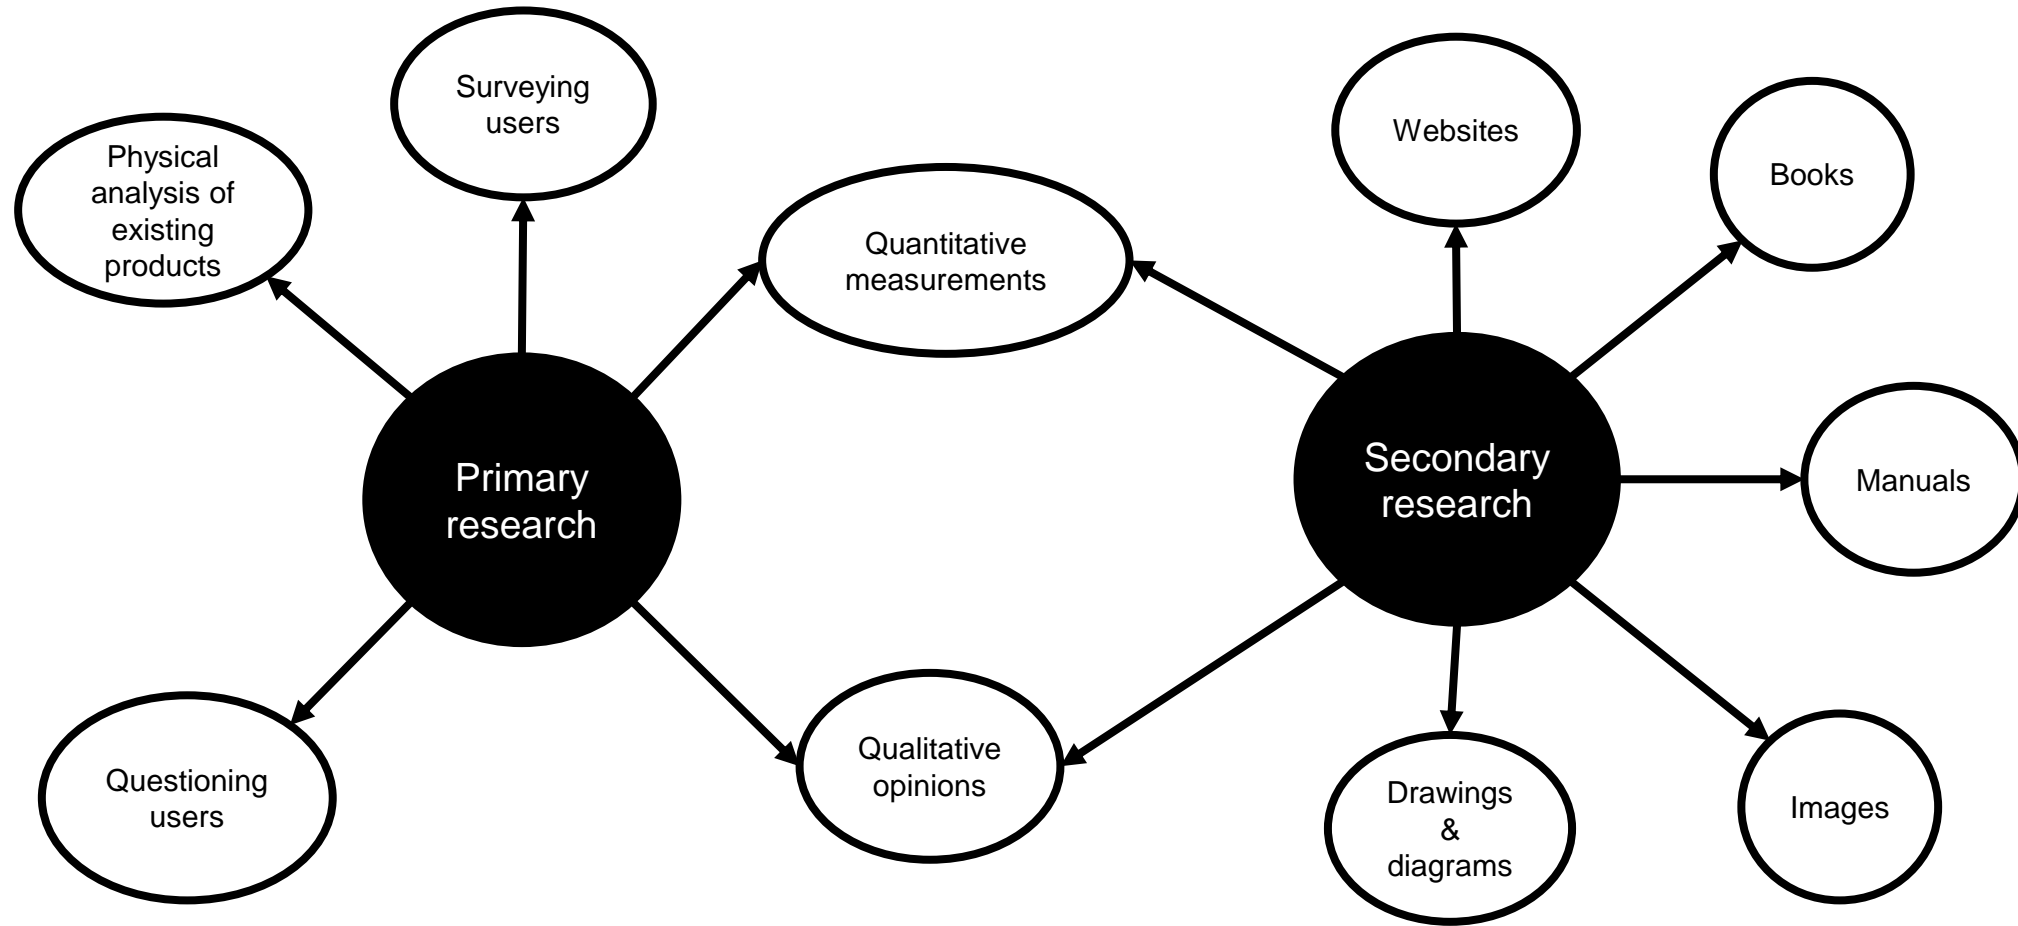 Surveying
users
Physical
analysis of
existing
products
Quantitative
measurements
Websites
Books
Primary
research
Secondary
research
Manuals
Questioning
users
Qualitative
opinions
Drawings
&
diagrams
Images